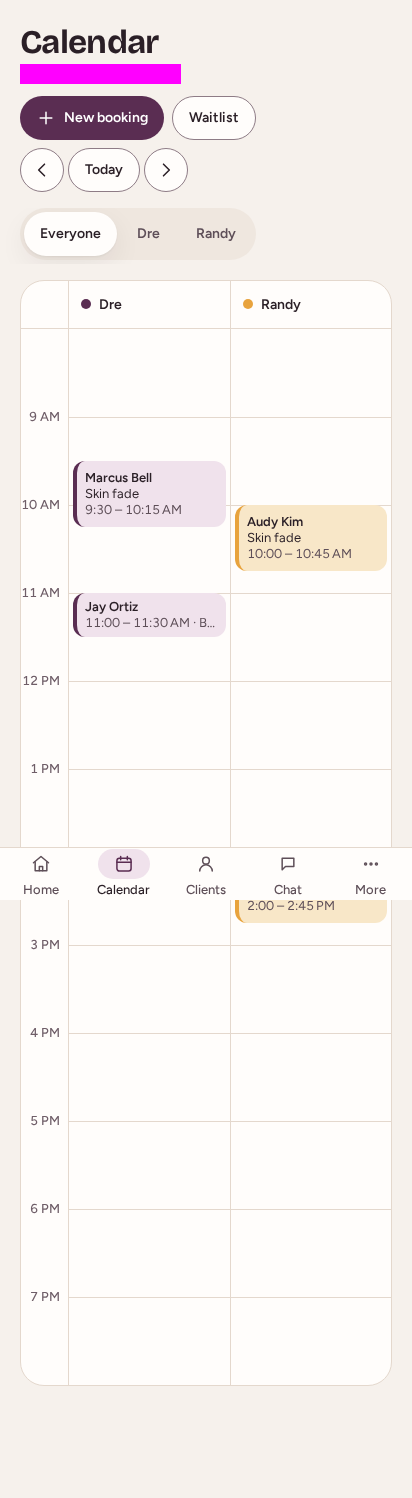 Calendar
New booking
Waitlist
Today
Everyone
Dre
Randy
Dre
Randy
9 AM
Marcus Bell
Skin fade
9:30 – 10:15 AM
10 AM
Audy Kim
Skin fade
10:00 – 10:45 AM
11 AM
Jay Ortiz
11:00 – 11:30 AM · B…
12 PM
1 PM
Home
Calendar
Clients
Chat
More
2:00 – 2:45 PM
3 PM
4 PM
5 PM
6 PM
7 PM